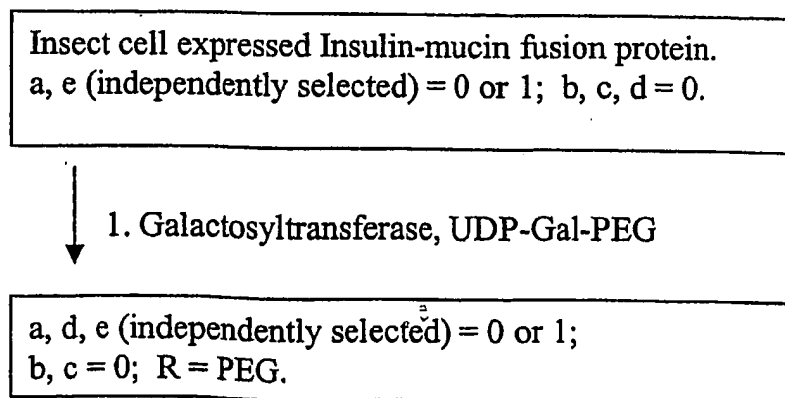 Insect cell expressed Insulin-mucin fusion protein.
a, e (independently selected) = 0 or 1; b, c, d = 0.
1. Galactosyltransferase, UDP-Gal-PEG
a, d, e (independently selected) = 0 or 1;
b, c = 0; R = PEG.